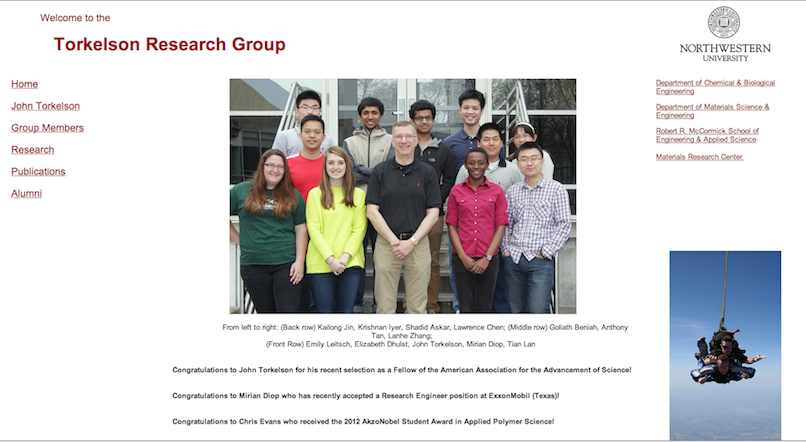 Welcome to the
Torkelson Research Group
NORTHWESTERN
UNIVERSITY
Home
John Torkelson
Group Members
Research
Publications
Alumni
Department of Chemical & Biological
Engineering
Department of Materials Science &
Engineering
Robert R. McCormick School of
Engineering & Applied Science
Materials Research Center
From left to right: (Back row) Kailong Jin, Krishnan Iyer, Shadid Askar, Lawrence Chen; (Middle row) Goliath Beniah, Anthony
Tan, Lanhe Zhang;
(Front Row) Emily Leitsch, Elizabeth Dhulst, John Torkelson, Mirian Diop, Tian Lan
Congratulations to John Torkelson for his recent selection as a Fellow of the American Association for the Advancement of Science!
Congratulations to Mirian Diop who has recently accepted a Research Engineer position at ExxonMobil (Texas)!
Congratulations to Chris Evans who received the 2012 AkzoNobel Student Award in Applied Polymer Science!